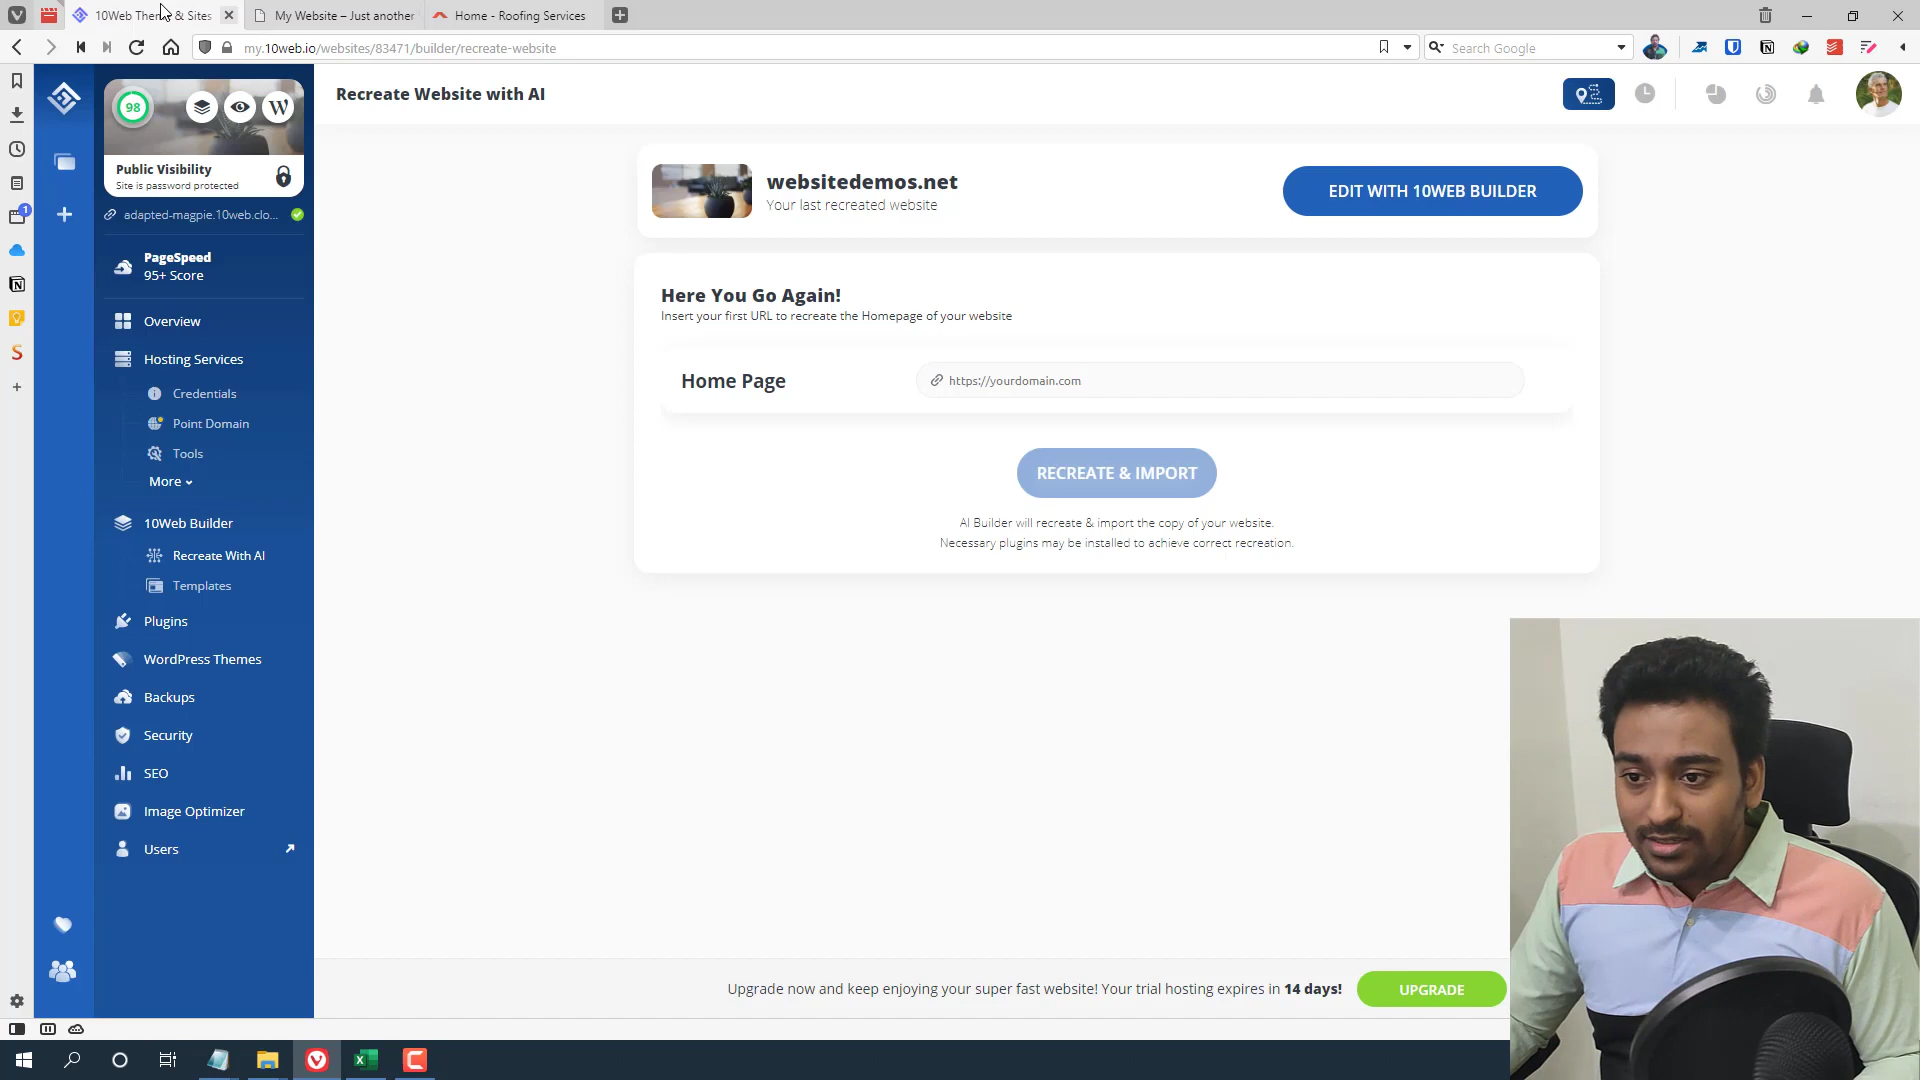 10Web Them & Sites
My Website – Just another
Home - Roofing Services
my.10web.io/websites/83471/builder/recreate-website
Search Google
98
W
Public Visibility
Site is password protected
adapted-magpie.10web.clo...
PageSpeed
95+ Score
Overview
Hosting Services
Credentials
Point Domain
Tools
More
10Web Builder
Recreate With AI
Templates
Plugins
WordPress Themes
Backups
Security
SEO
Image Optimizer
Users
Recreate Website with AI
websitedemos.net
Your last recreated website
EDIT WITH 10WEB BUILDER
Here You Go Again!
Insert your first URL to recreate the Homepage of your website
Home Page
https://yourdomain.com
RECREATE & IMPORT
AI Builder will recreate & import the copy of your website.
Necessary plugins may be installed to achieve correct recreation.
Upgrade now and keep enjoying your super fast website! Your trial hosting expires in 14 days!
UPGRADE
1